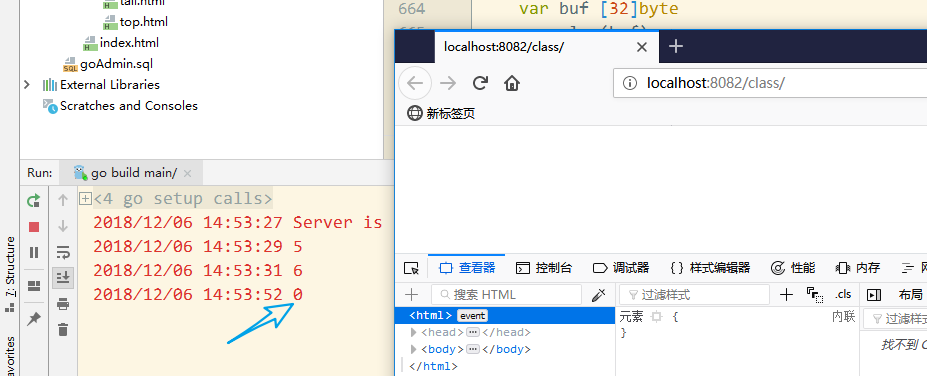 tail.html
top.html
index.html
goAdmin.sql
External Libraries
Scratches and Consoles
664 var buf [32]byte
localhost:8082/class/
localhost:8082/class/
新标签页
Run: go build main/
<4 go setup calls>
2018/12/06 14:53:27 Server is
2018/12/06 14:53:29 5
2018/12/06 14:53:31 6
2018/12/06 14:53:52 0
Z: Structure
avorites
查看器 控制台 调试器 {} 样式编辑器 性能 内存
搜索 HTML
过滤样式
.cls
布局
<html> event
<head> ··· </head>
<body> ··· </body>
</html>
元素 {
}
内联
过滤样式
找不到 C